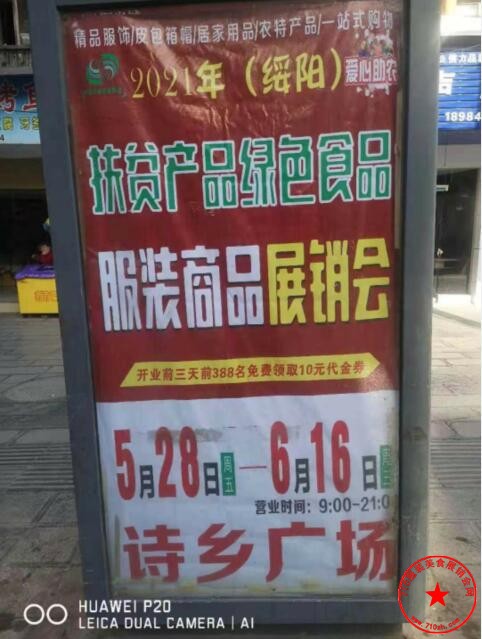 精品服饰/皮包箱帽/居家用品/农特产品/一站式购物
2021年(绥阳)
爱心助农
扶贫产品绿色食品
服装商品展销会
开业前三天前388名免费领取10元代金券
5月28日—6月16日
营业时间:9:00-21:0
诗乡广场
18984
HUAWEI P20
LEICA DUAL CAMERA | AI